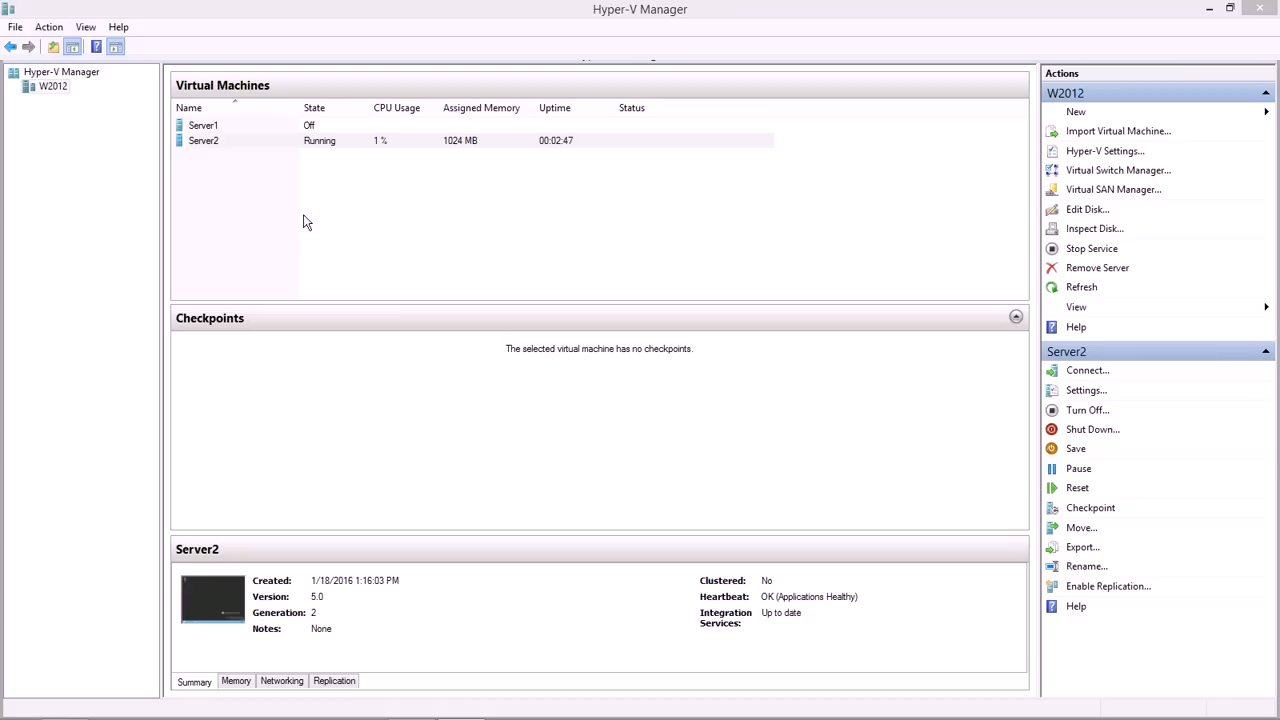 Hyper-V Manager
File Action View Help
Hyper-V Manager
W2012
Virtual Machines
Name State CPU Usage Assigned Memory Uptime Status
Server1 Off
Server2 Running 1 % 1024 MB 00:02:47
Checkpoints
The selected virtual machine has no checkpoints.
Server2
Created: 1/18/2016 1:16:03 PM Clustered: No
Version: 5.0 Heartbeat: OK (Applications Healthy)
Generation: 2 Integration Services: Up to date
Notes: None
Summary Memory Networking Replication
Actions
W2012
New
Import Virtual Machine...
Hyper-V Settings...
Virtual Switch Manager...
Virtual SAN Manager...
Edit Disk...
Inspect Disk...
Stop Service
Remove Server
Refresh
View
Help
Server2
Connect...
Settings...
Turn Off...
Shut Down...
Save
Pause
Reset
Checkpoint
Move...
Export...
Rename...
Enable Replication...
Help